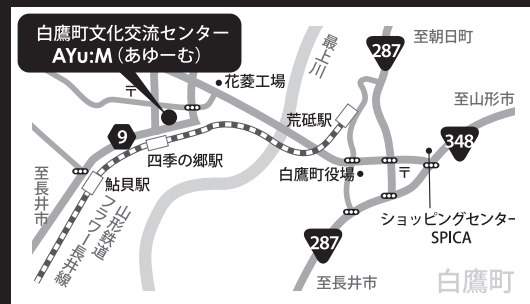 白鷹町文化交流センター
AYu:M(あゆーむ)
287
至朝日町
最上川
〒
花菱工場
至山形市
荒砥駅
9
348
四季の郷駅
白鷹町役場
〒
至長井市
鮎貝駅
山形鉄道
フラワー長井線
ショッピングセンター
SPICA
287
至長井市
白鷹町